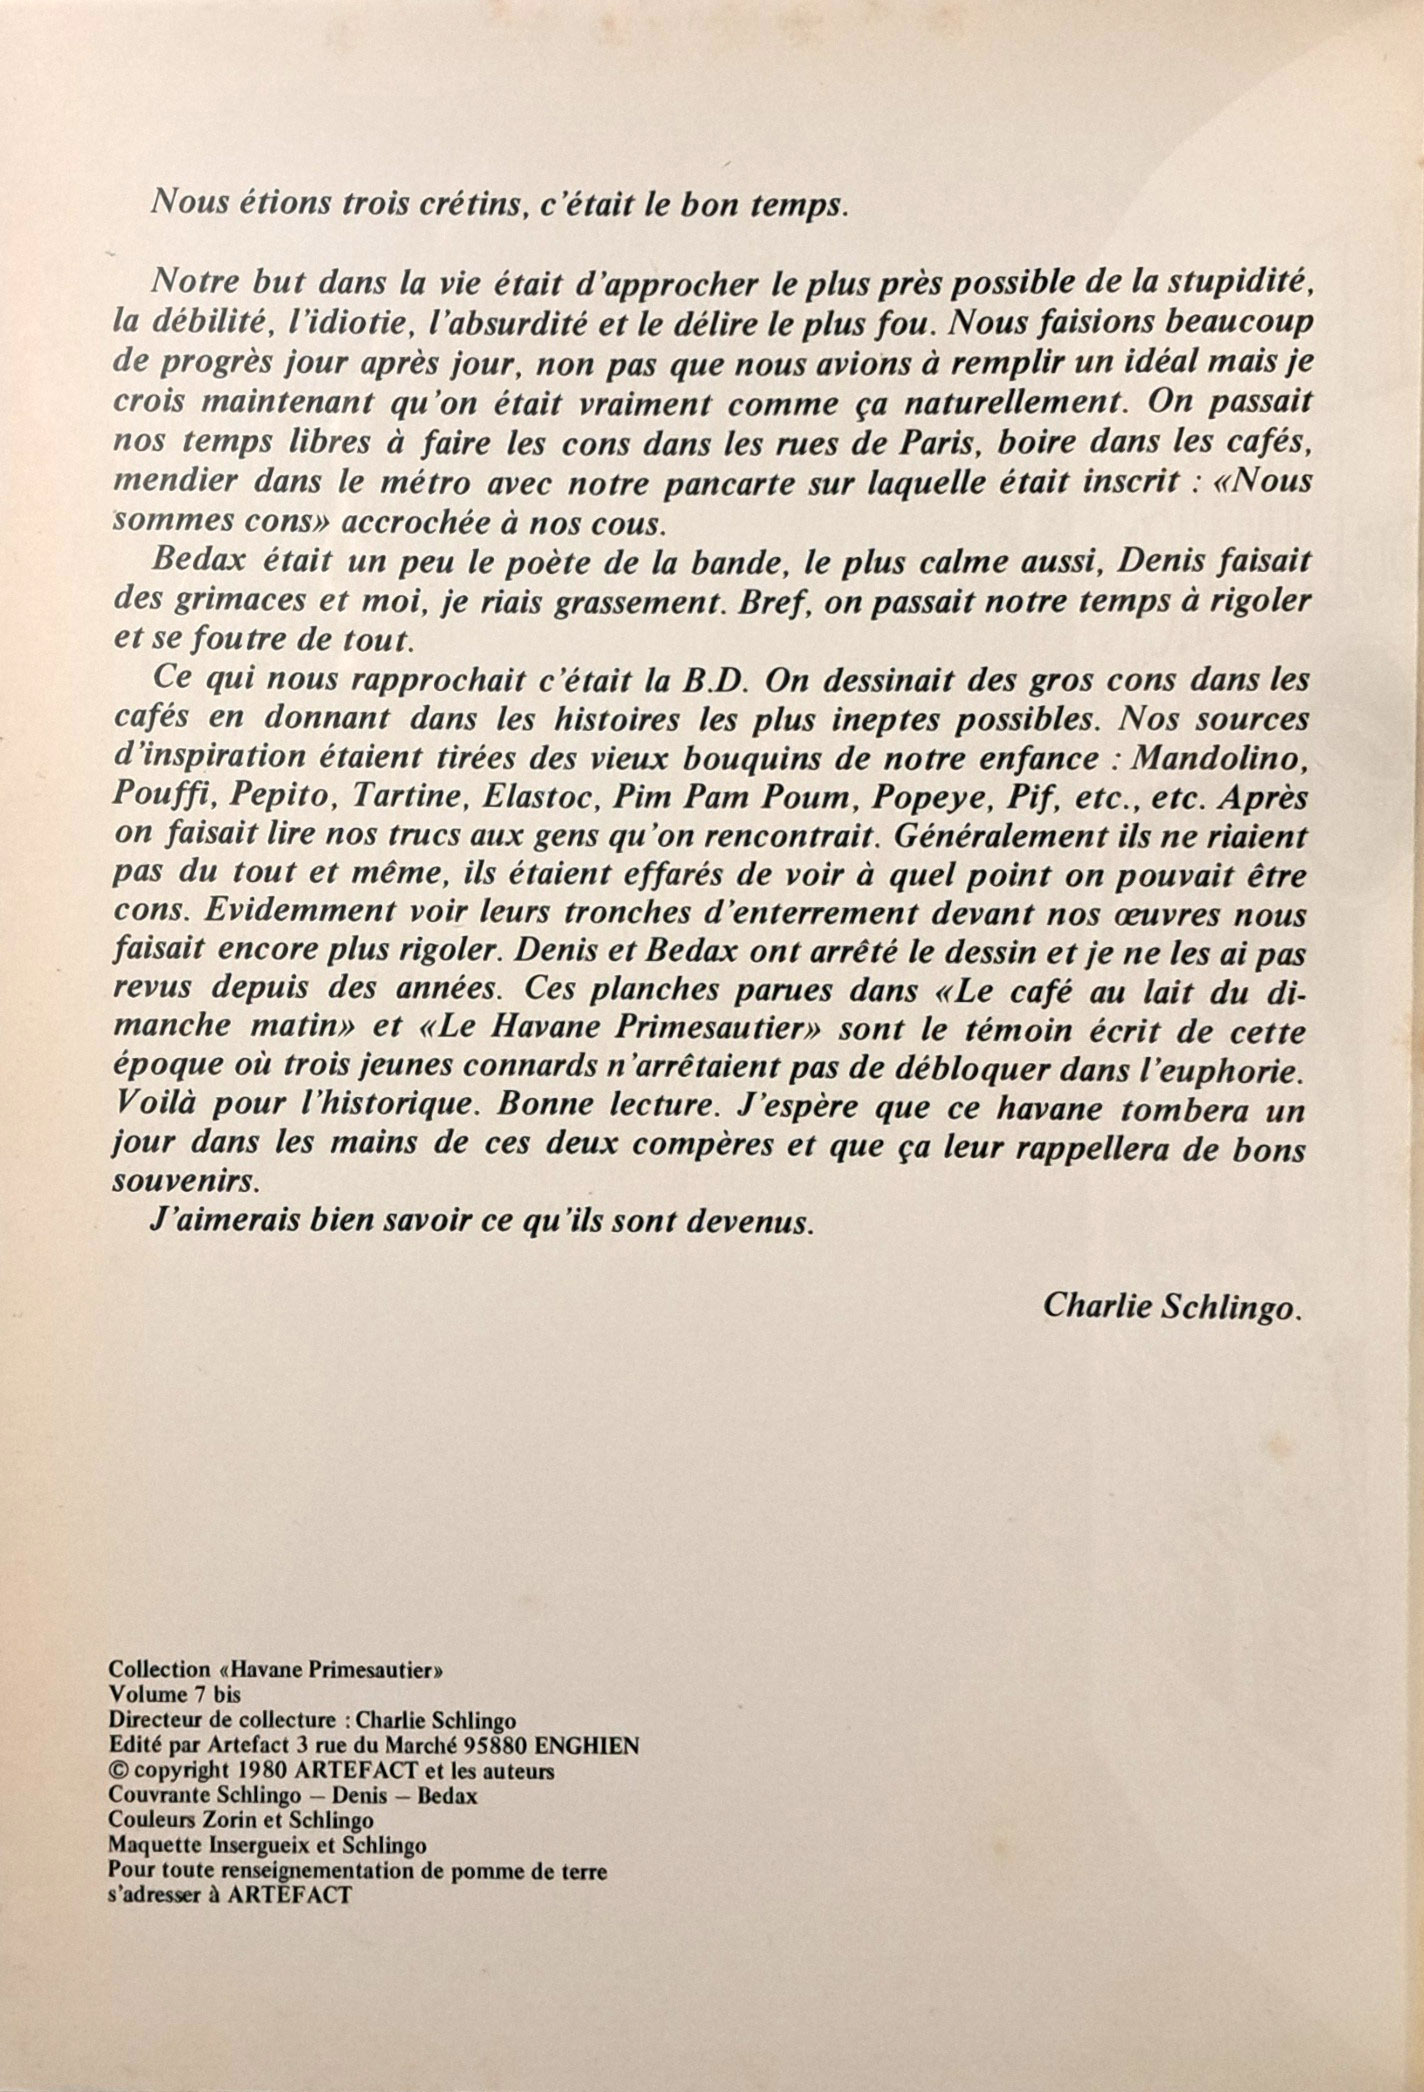 Nous étions trois crétins, c'était le bon temps.
Notre but dans la vie était d'approcher le plus près possible de la stupidité,
la débilité, l'idiotie, l'absurdité et le délire le plus fou. Nous faisions beaucoup
de progrès jour après jour, non pas que nous avions à remplir un idéal mais je
crois maintenant qu'on était vraiment comme ça naturellement. On passait
nos temps libres à faire les cons dans les rues de Paris, boire dans les cafés,
mendier dans le métro avec notre pancarte sur laquelle était inscrit : «Nous
sommes cons» accrochée à nos cous.
Bedax était un peu le poète de la bande, le plus calme aussi, Denis faisait
des grimaces et moi, je riais grassement. Bref, on passait notre temps à rigoler
et se foutre de tout.
Ce qui nous rapprochait c'était la B.D. On dessinait des gros cons dans les
cafés en donnant dans les histoires les plus ineptes possibles. Nos sources
d'inspiration étaient tirées des vieux bouquins de notre enfance : Mandolino,
Pouffi, Pepito, Tartine, Elastoc, Pim Pam Poum, Popeye, Pif, etc., etc. Après
on faisait lire nos trucs aux gens qu'on rencontrait. Généralement ils ne riaient
pas du tout et même, ils étaient effarés de voir à quel point on pouvait être
cons. Evidemment voir leurs tronches d'enterrement devant nos œuvres nous
faisait encore plus rigoler. Denis et Bedax ont arrêté le dessin et je ne les ai pas
revus depuis des années. Ces planches parues dans «Le café au lait du di-
manche matin» et «Le Havane Primesautier» sont le témoin écrit de cette
époque où trois jeunes connards n'arrêtaient pas de débloquer dans l'euphorie.
Voilà pour l'historique. Bonne lecture. J'espère que ce havane tombera un
jour dans les mains de ces deux compères et que ça leur rappellera de bons
souvenirs.
J'aimerais bien savoir ce qu'ils sont devenus.
Charlie Schlingo.
Collection «Havane Primesautier»
Volume 7 bis
Directeur de collecture : Charlie Schlingo
Edité par Artefact 3 rue du Marché 95880 ENGHIEN
© copyright 1980 ARTEFACT et les auteurs
Couvrante Schlingo – Denis – Bedax
Couleurs Zorin et Schlingo
Maquette Insergueix et Schlingo
Pour toute renseignementation de pomme de terre
s'adresser à ARTEFACT